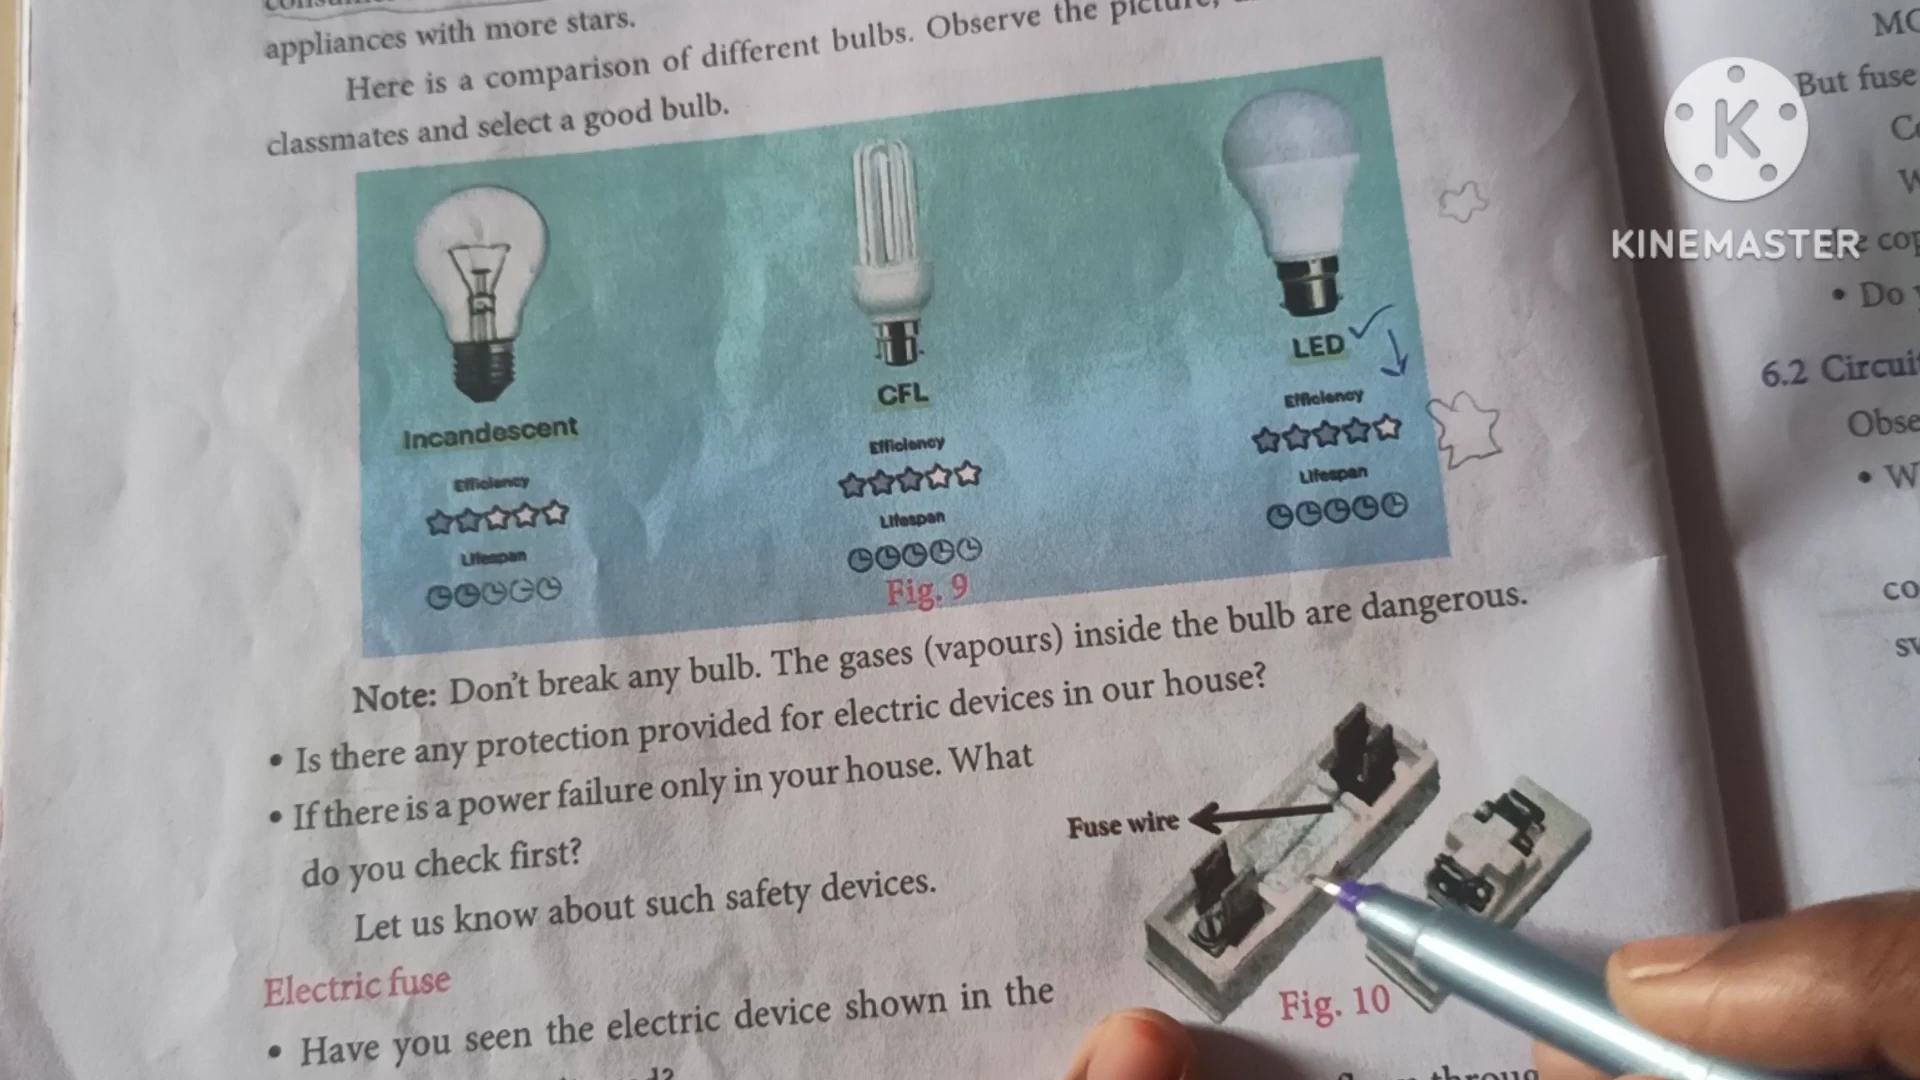 appliances with more stars.
Here is a comparison of different bulbs. Observe the picture,
classmates and select a good bulb.
Incandescent
Efficiency
Lifespan
CFL
Efficiency
Lifespan
LED
Efficiency
Lifespan
Fig. 9
Note: Don't break any bulb. The gases (vapours) inside the bulb are dangerous.
• Is there any protection provided for electric devices in our house?
• If there is a power failure only in your house. What
do you check first?
Let us know about such safety devices.
Fuse wire
Electric fuse
• Have you seen the electric device shown in the
Fig. 10
But fuse
• Do
6.2 Circuit
KINEMASTER